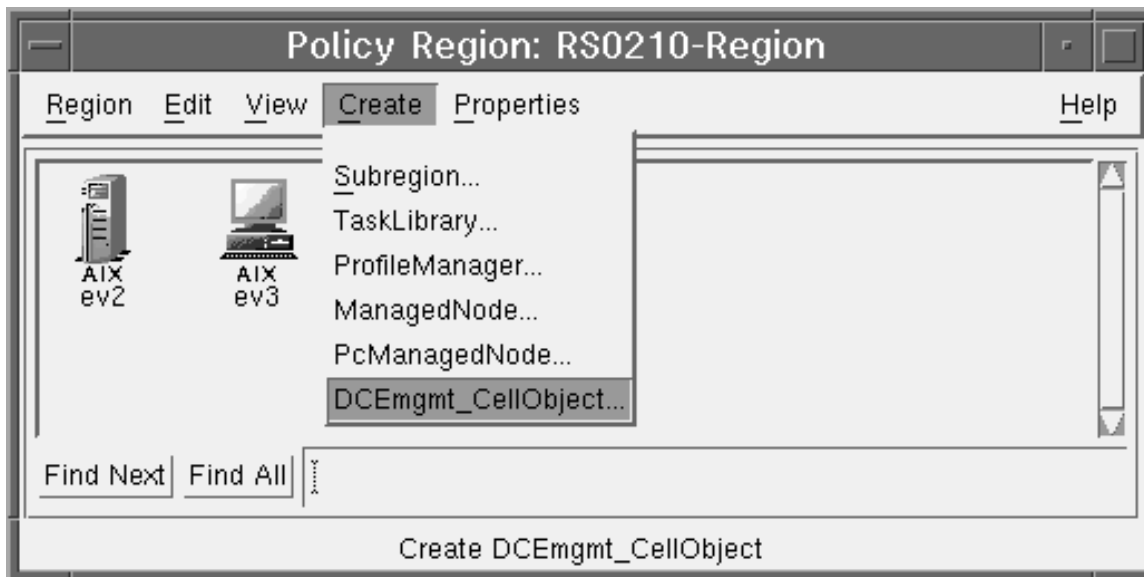 Policy Region: RS0210-Region
Region Edit View Create Properties Help
Subregion...
TaskLibrary...
ProfileManager...
ManagedNode...
PcManagedNode...
DCEmgmt_CellObject...
AIX
ev2
AIX
ev3
Find Next Find All
Create DCEmgmt_CellObject